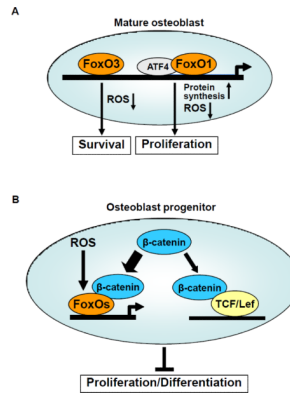 A
Mature osteoblast
FoxO3
ATF4
FoxO1
ROS
Protein
synthesis
ROS
Survival
Proliferation
B
Osteoblast progenitor
ROS
β-catenin
β-catenin
β-catenin
FoxOs
TCF/Lef
Proliferation/Differentiation